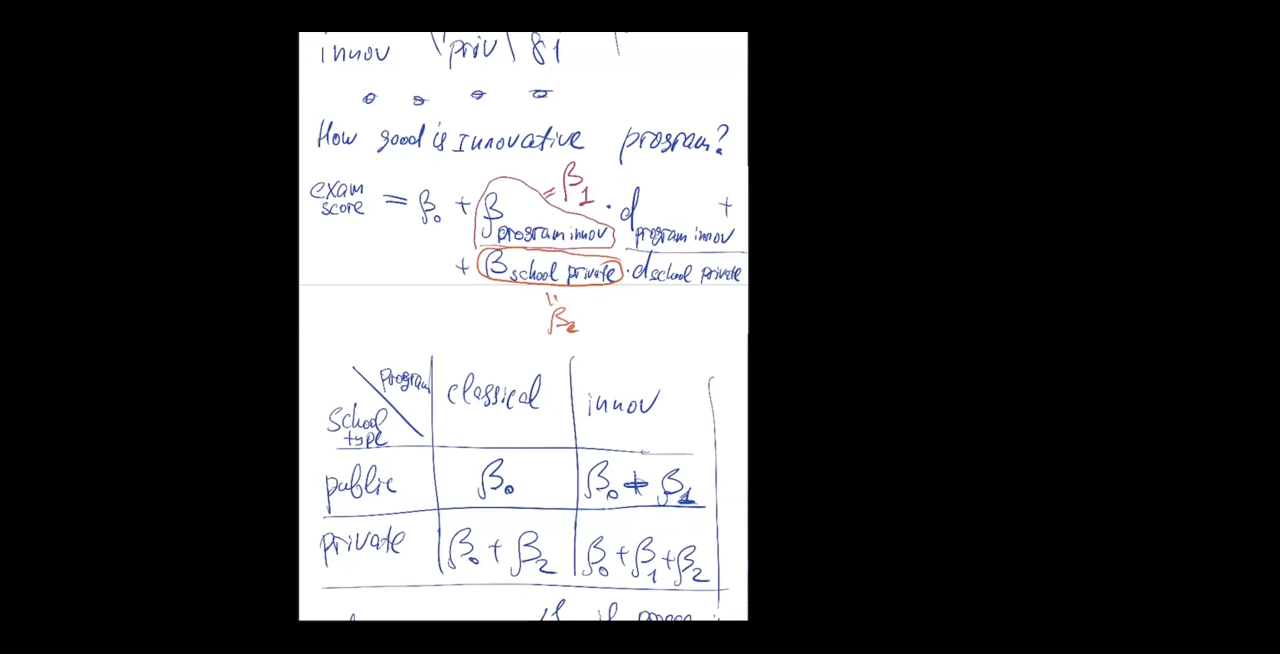 innov "priv" 81
How good is innovative program?
exam score = β₀ + β program innov · d program innov +
= β₁
+ β school private · d school private
" β₂
program classical innov
school type
public β₀ β₀ + β₁
private β₀ + β₂ β₀ + β₁ + β₂